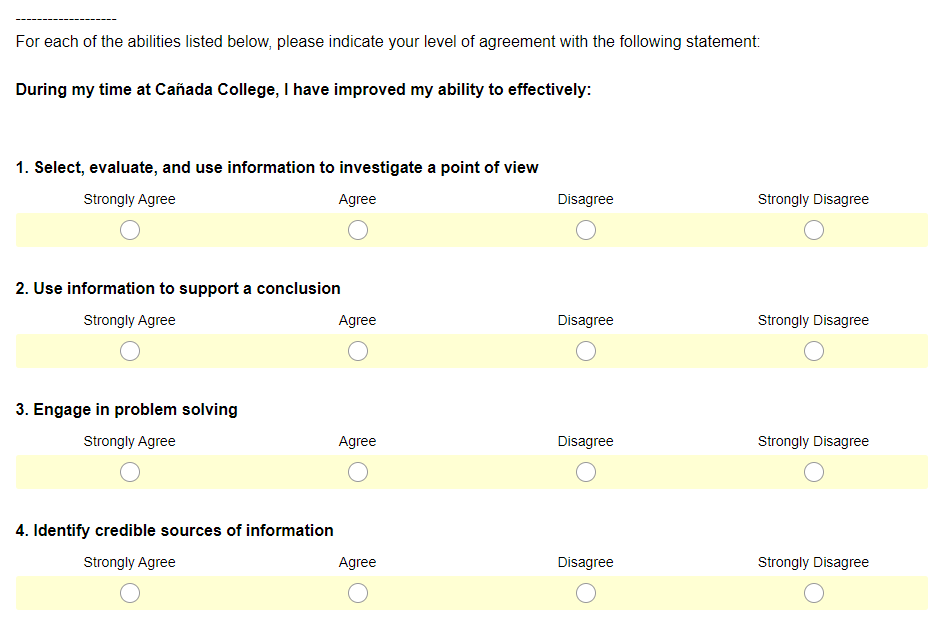 -------------------
For each of the abilities listed below, please indicate your level of agreement with the following statement:
During my time at Cañada College, I have improved my ability to effectively:
1. Select, evaluate, and use information to investigate a point of view
Strongly Agree Agree Disagree Strongly Disagree
2. Use information to support a conclusion
Strongly Agree Agree Disagree Strongly Disagree
3. Engage in problem solving
Strongly Agree Agree Disagree Strongly Disagree
4. Identify credible sources of information
Strongly Agree Agree Disagree Strongly Disagree